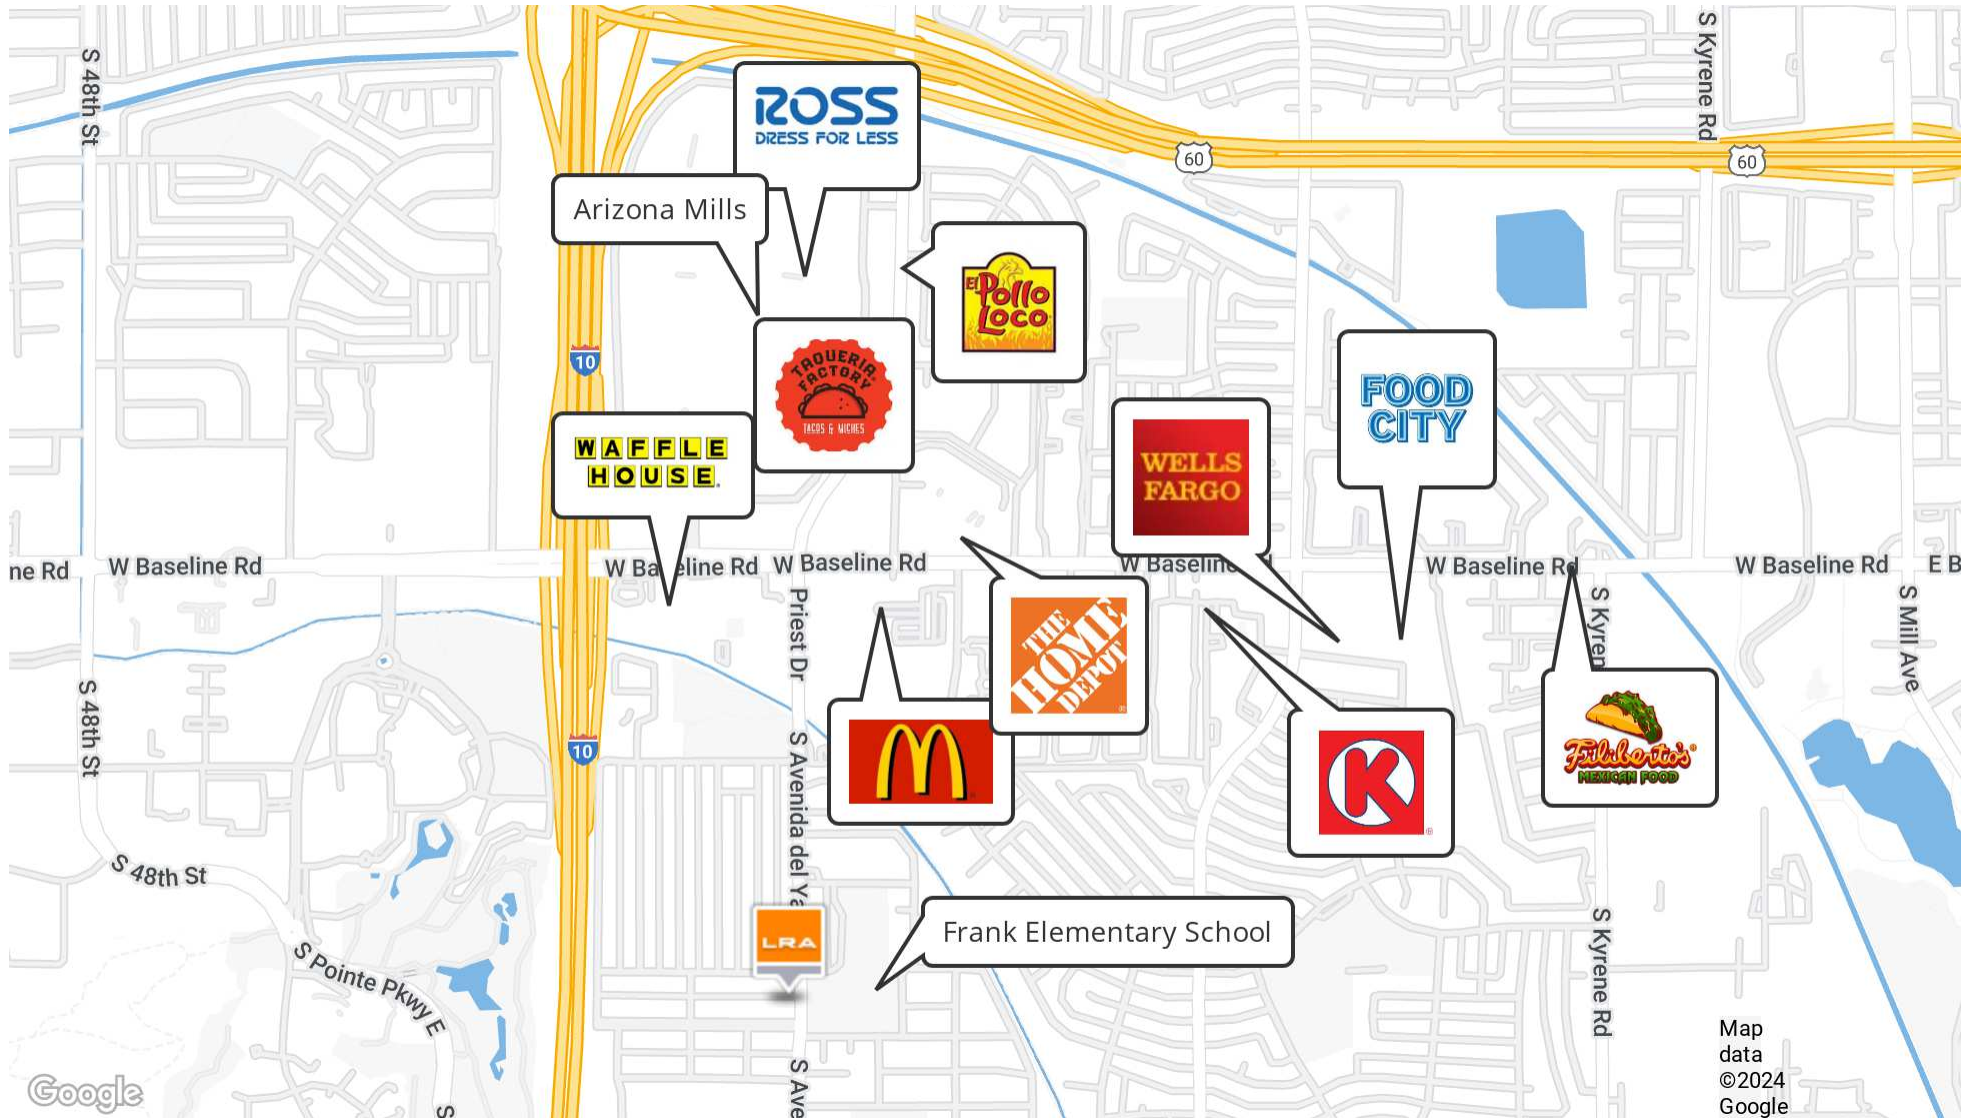 S 48th St
S Kyrene Rd
ROSS
DRESS FOR LESS
60
60
Arizona Mills
El Pollo Loco
10
TAQUERIA
FACTORY
TACOS & MICHES
FOOD
CITY
WAFFLE
HOUSE
WELLS
FARGO
ne Rd
W Baseline Rd
W Baseline Rd
W Baseline Rd
W Baseline
W Baseline Rd
W Baseline Rd
E B
Priest Dr
S Kyren
S Mill Ave
THE
HOME
DEPOT
S 48th St
10
S Avenida del Ya
M
K
Filiberto's
MEXICAN FOOD
S 48th St
LRA
Frank Elementary School
S Pointe Pkwy E
S Kyrene Rd
S Ave
S
Google
Map
data
©2024
Google